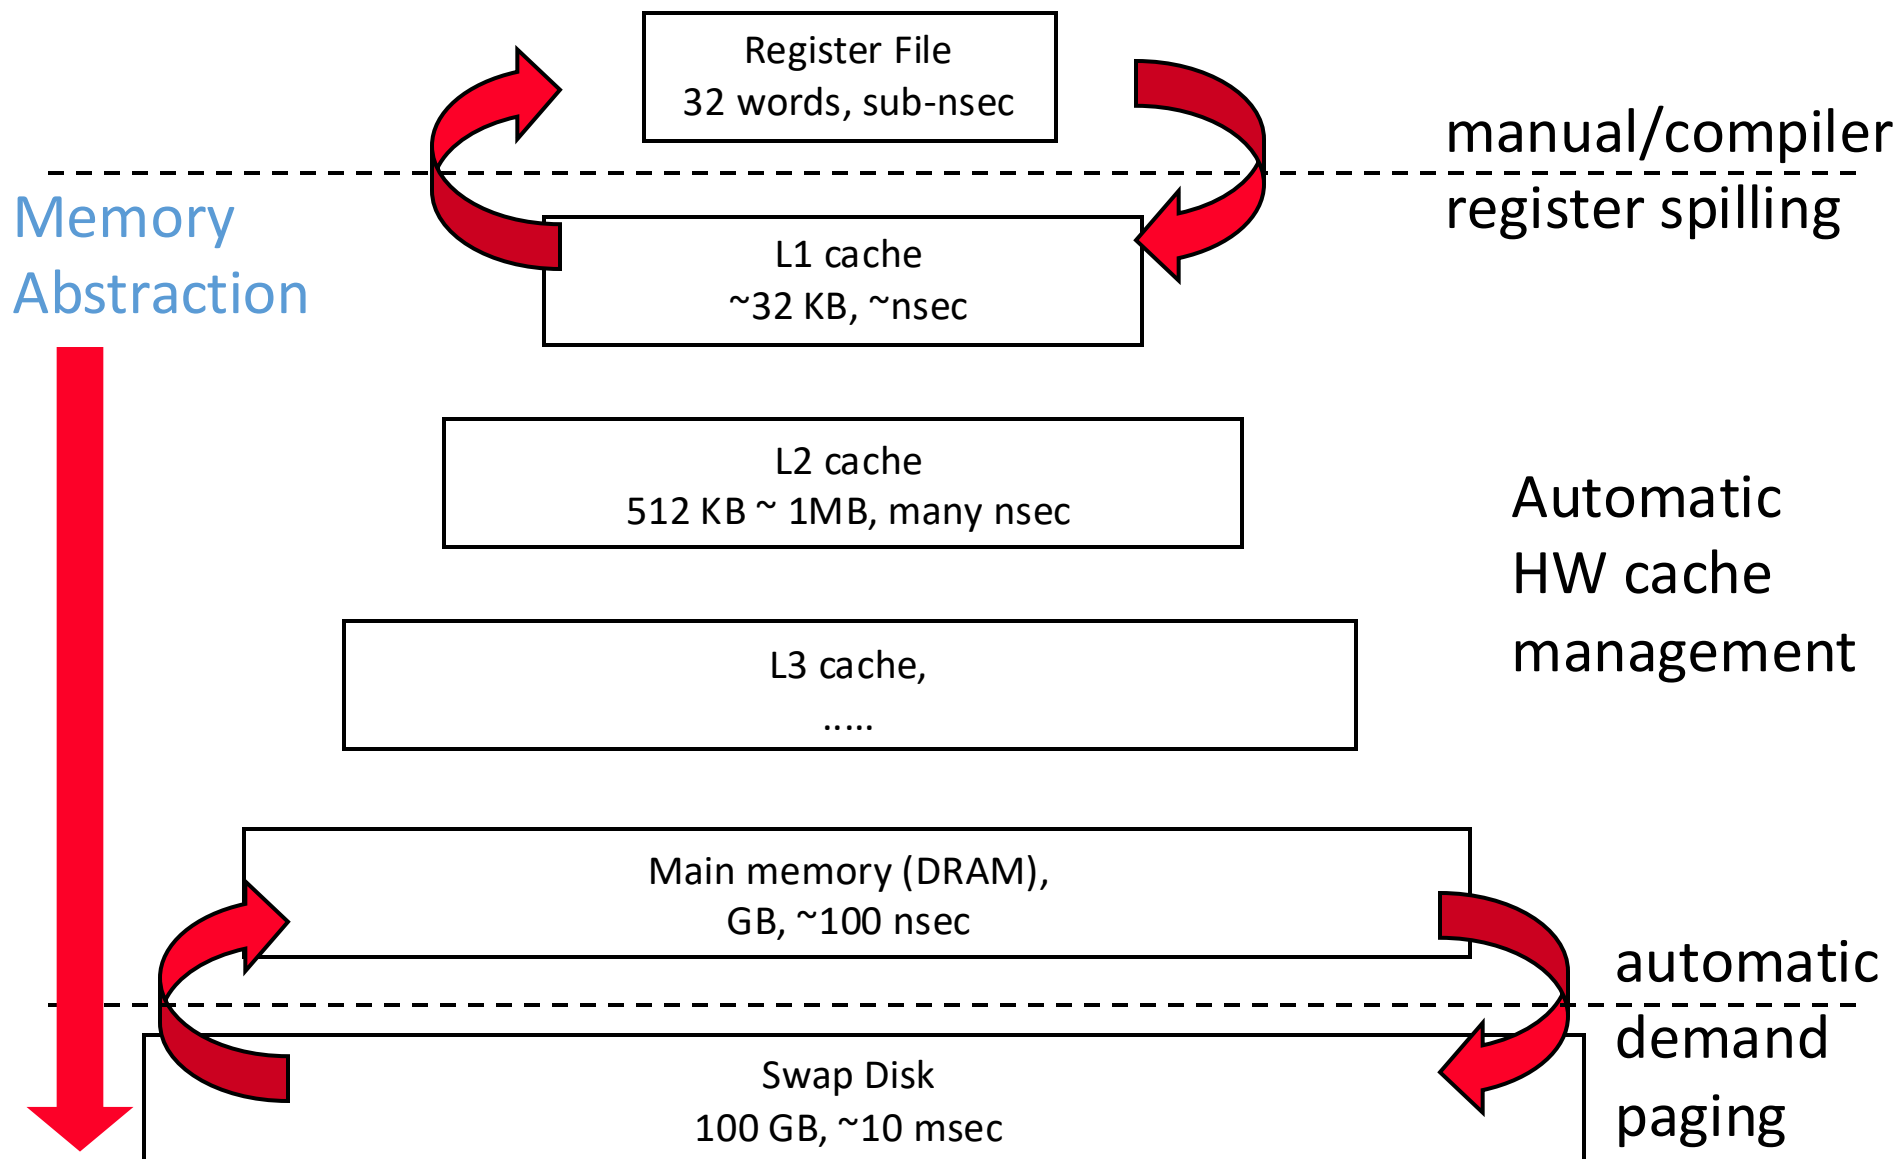 Register File
32 words, sub-nsec
manual/compiler
register spilling
Memory
Abstraction
L1 cache
~32 KB, ~nsec
L2 cache
512 KB ~ 1MB, many nsec
Automatic
HW cache
management
L3 cache,
.....
Main memory (DRAM),
GB, ~100 nsec
automatic
demand
paging
Swap Disk
100 GB, ~10 msec